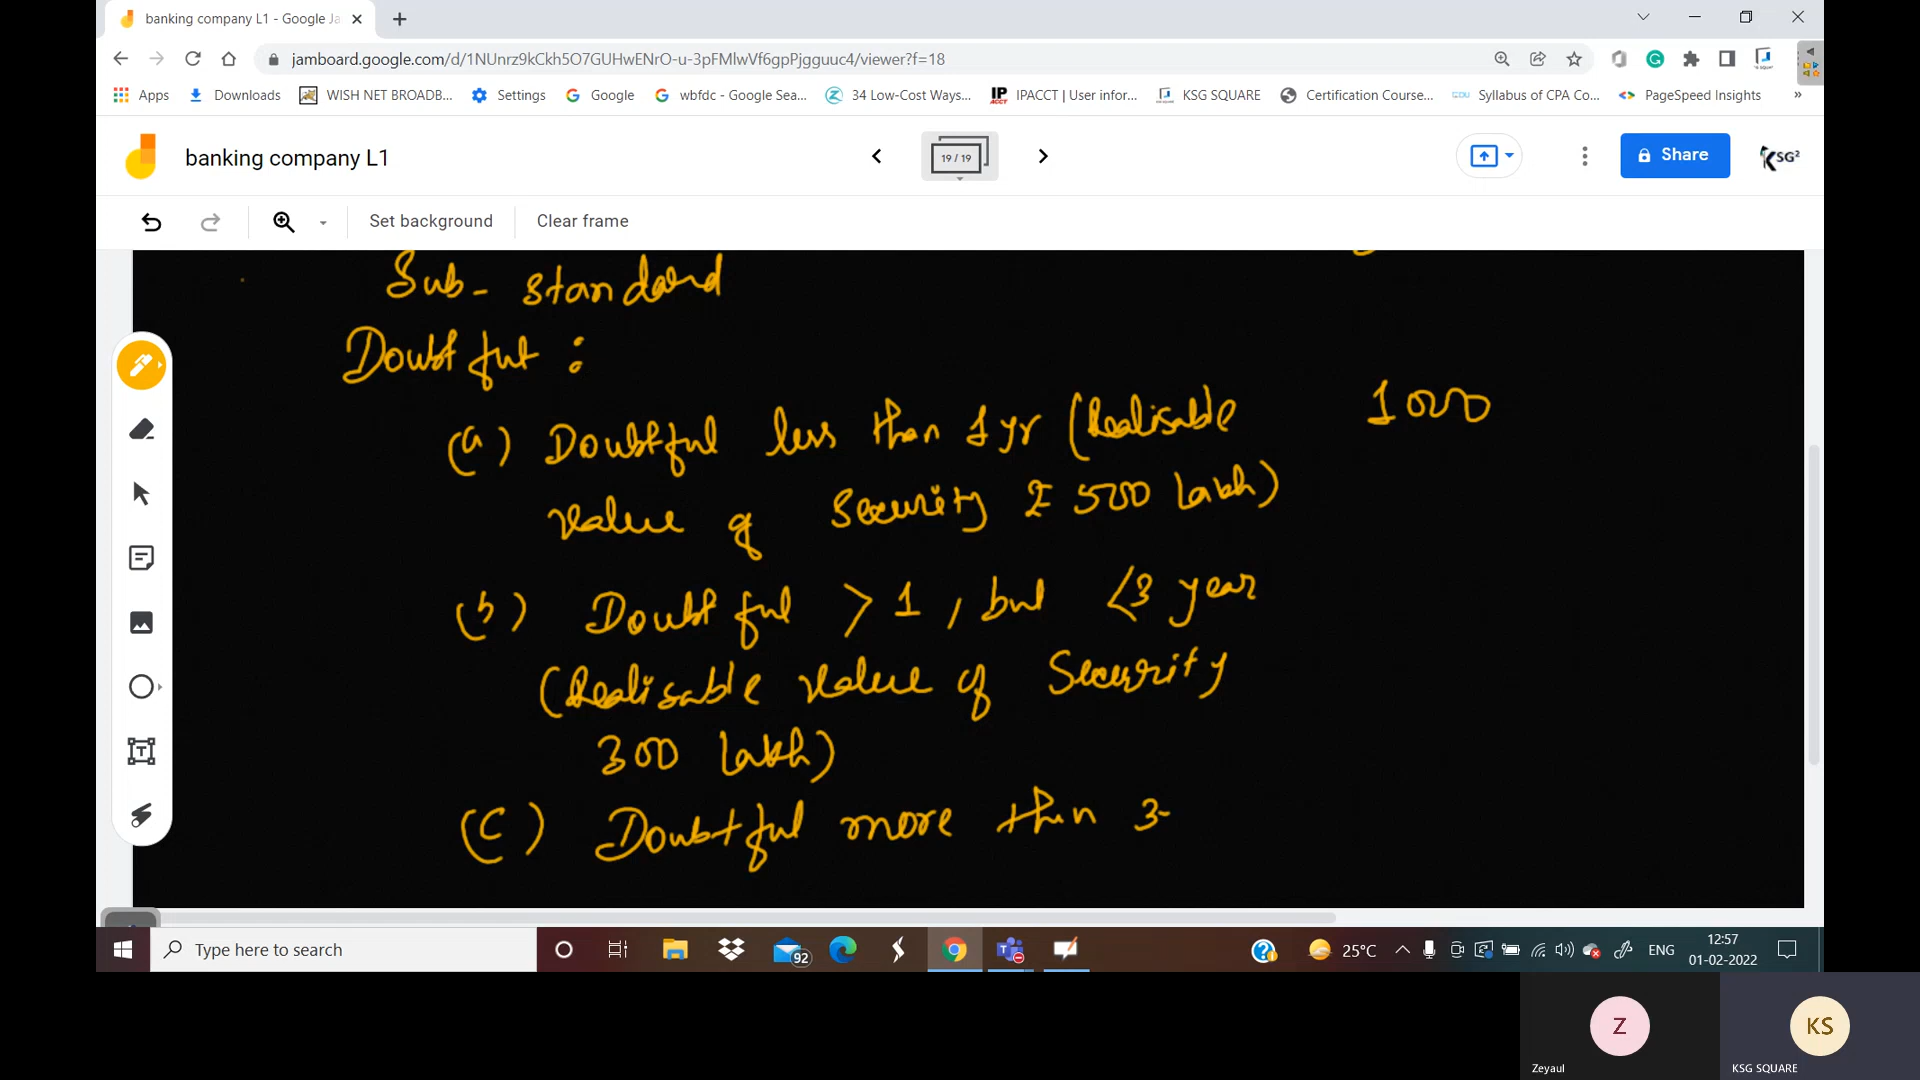 banking company L1 - Google Ja
jamboard.google.com/d/1NUnrz9kCkh5O7GUHwENrO-u-3pFMlwVf6gpPjgguuc4/viewer?f=18
Apps Downloads WISH NET BROADB... Settings Google wbfdc - Google Sea... 34 Low-Cost Ways... IPACCT | User infor... KSG SQUARE Certification Course... Syllabus of CPA Co... PageSpeed Insights »
banking company L1 19 / 19 Share KSG²
Set background Clear frame
Sub-standard
Doubtful :
(a) Doubtful less than 1 yr (Realisable 1000
value of Security ₹ 500 lakh)
(b) Doubtful > 1, but <3 year
(Realisable value of Security
300 lakh)
(C) Doubtful more then 3
Type here to search 92 25°C ENG 12:57
01-02-2022
Z KS
Zeyaul KSG SQUARE